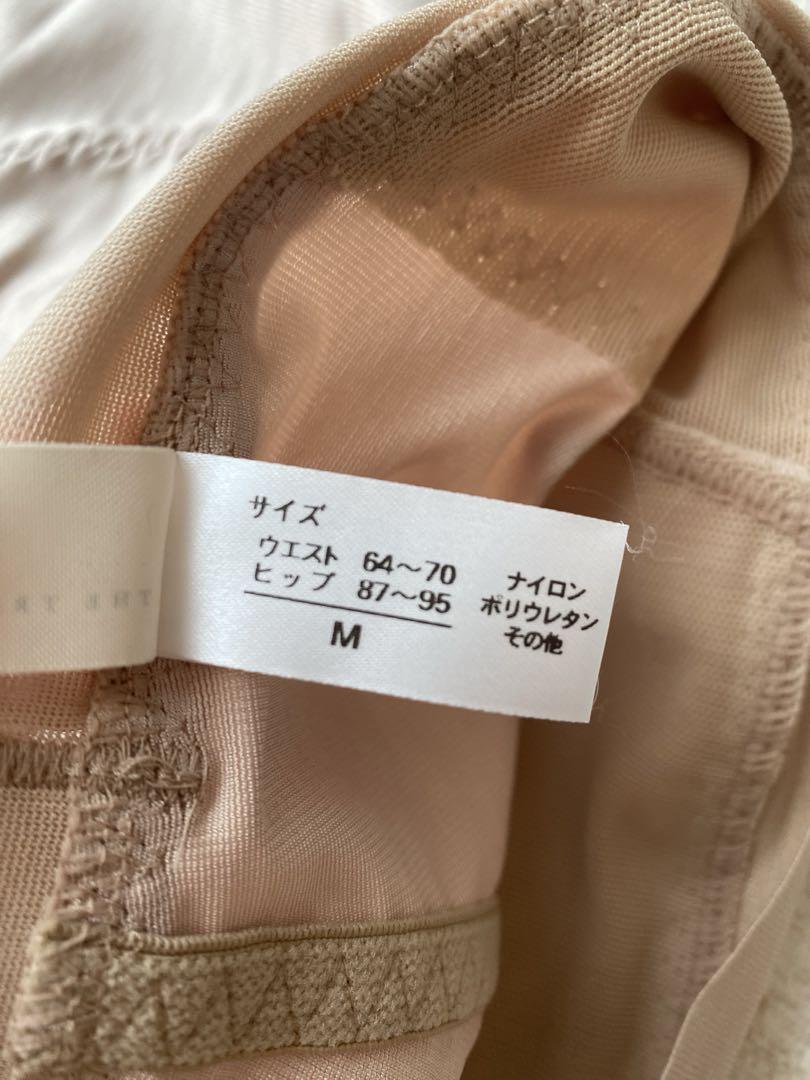 サイズ
ウエスト 64〜70
ヒップ 87〜95
M
ナイロン
ポリウレタン
その他